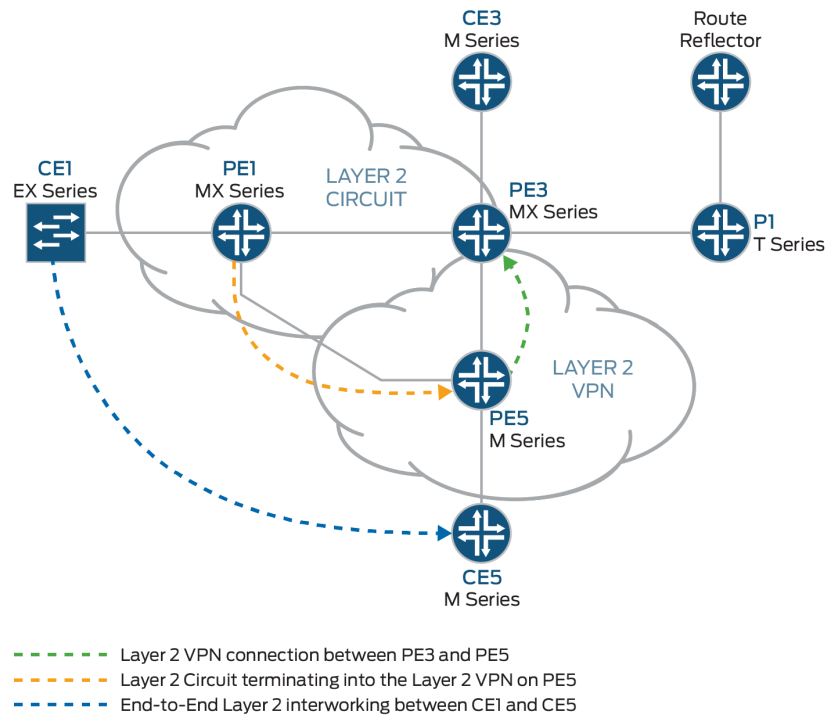 CE3
M Series
Route
Reflector
CE1
EX Series
PE1
MX Series
LAYER 2
CIRCUIT
PE3
MX Series
P1
T Series
LAYER 2
VPN
PE5
M Series
CE5
M Series
Layer 2 VPN connection between PE3 and PE5
Layer 2 Circuit terminating into the Layer 2 VPN on PE5
End-to-End Layer 2 interworking between CE1 and CE5